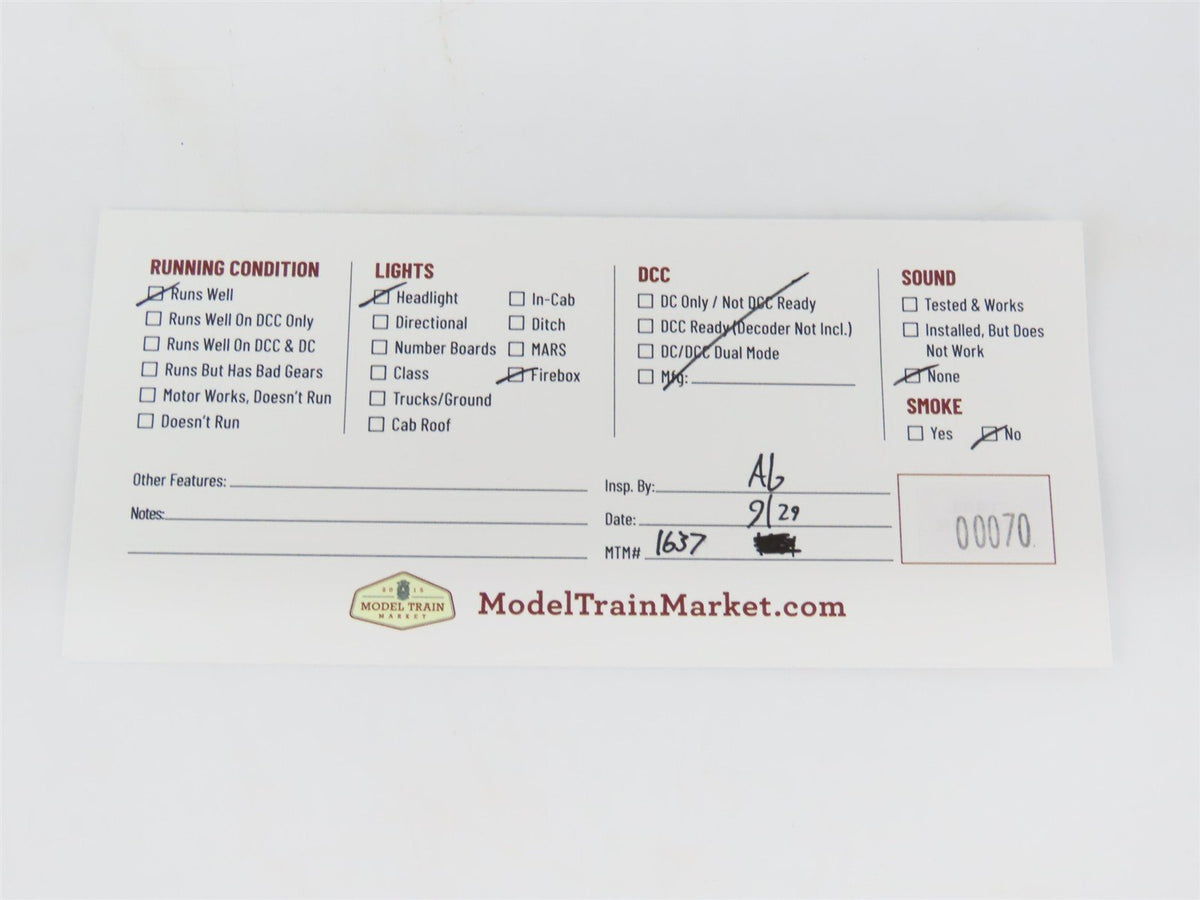 RUNNING CONDITION
Runs Well
Runs Well On DCC Only
Runs Well On DCC & DC
Runs But Has Bad Gears
Motor Works, Doesn't Run
Doesn't Run
LIGHTS
Headlight
Directional
Number Boards
Class
Trucks/Ground
Cab Roof
In-Cab
Ditch
MARS
Firebox
DCC
DC Only / Not DCC Ready
DCC Ready (Decoder Not Incl.)
DC/DCC Dual Mode
Mfg:
SOUND
Tested & Works
Installed, But Does
Not Work
None
SMOKE
Yes No
Other Features:
Notes:
Insp. By:
Date: 9/29
MTM# 1637
00070
2015
MODEL TRAIN
MARKET
ModelTrainMarket.com